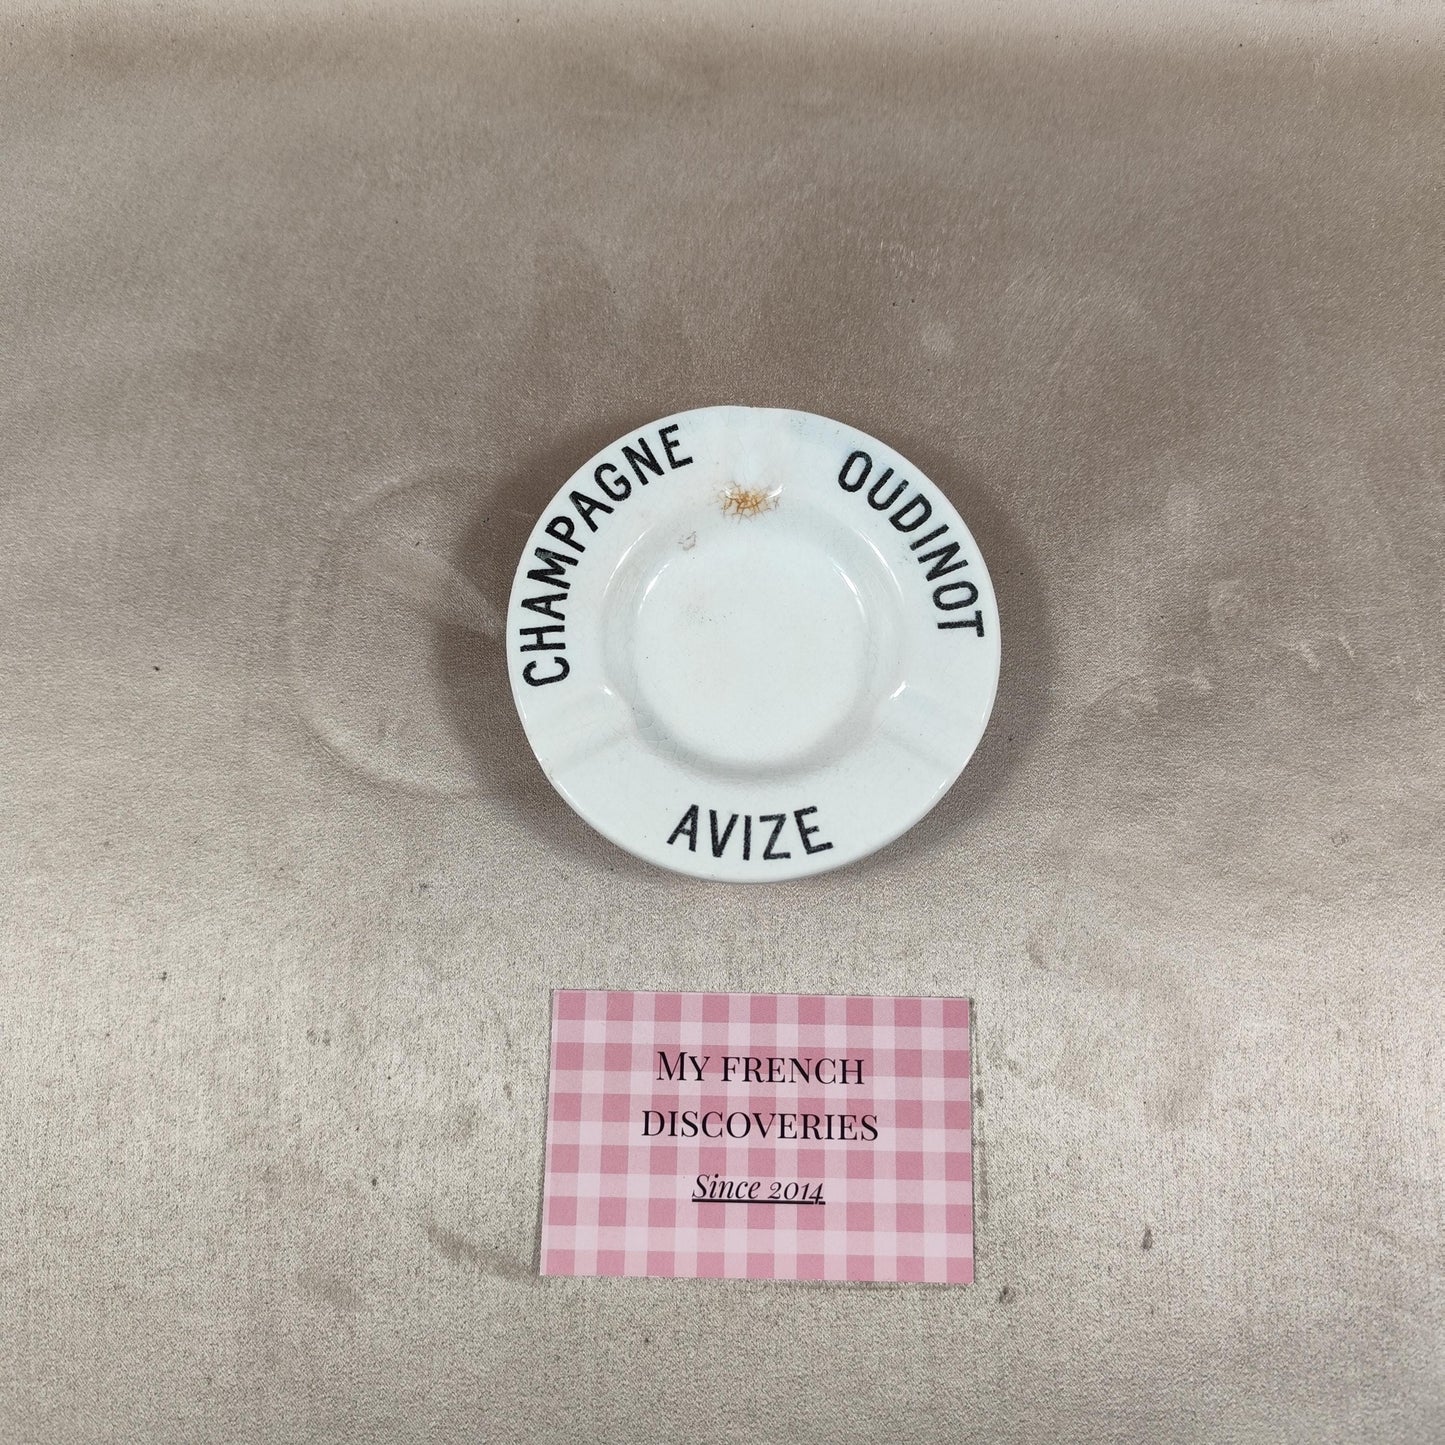 CHAMPAGNE
OUDINOT
AVIZE
MY FRENCH
DISCOVERIES
Since 2014